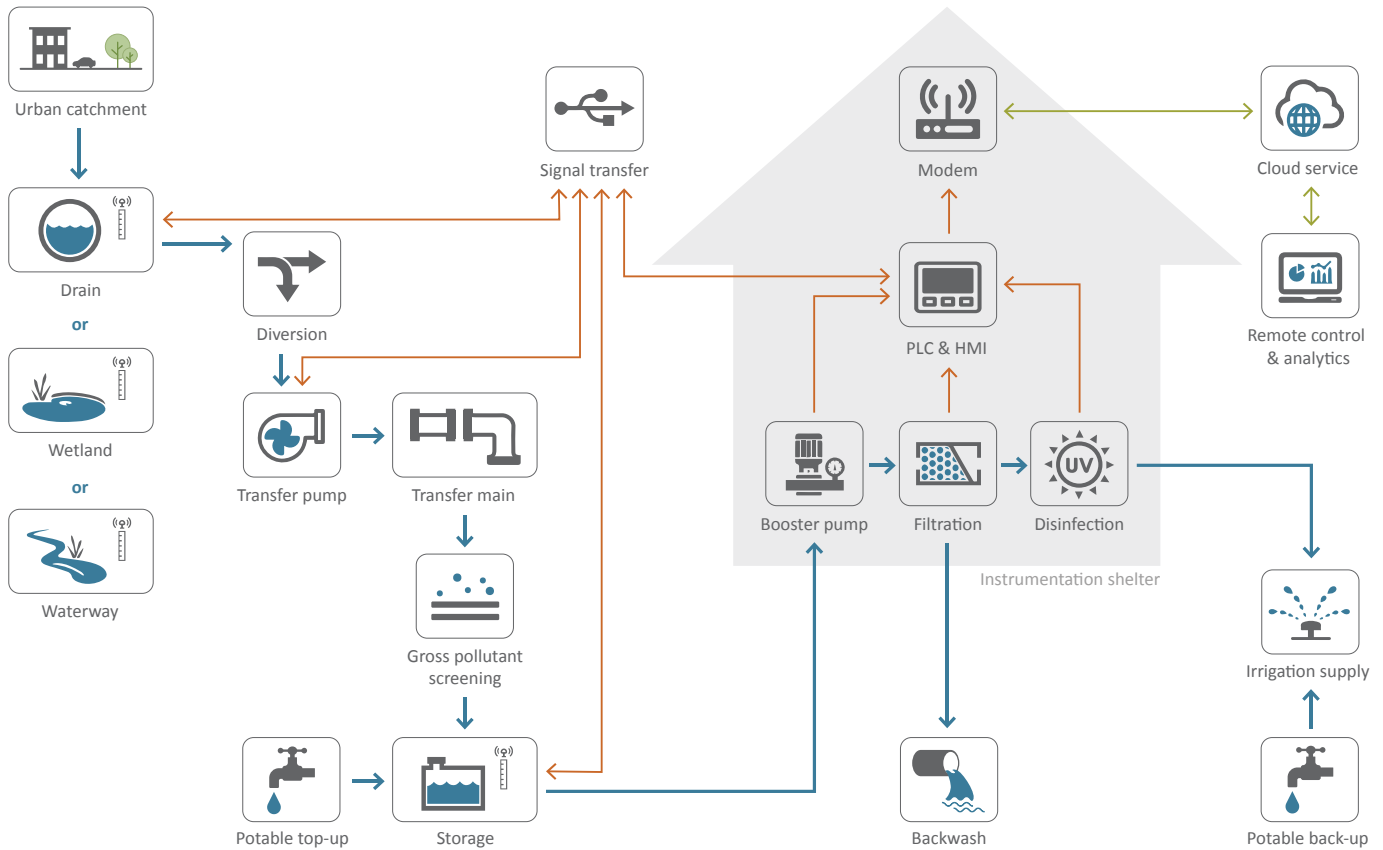 Urban catchment
Signal transfer
Modem
Cloud service
Drain
or
Diversion
PLC & HMI
Remote control
& analytics
Wetland
or
Transfer pump
Transfer main
UV
Booster pump
Filtration
Disinfection
Waterway
Instrumentation shelter
Gross pollutant
screening
Irrigation supply
Potable top-up
Storage
Backwash
Potable back-up